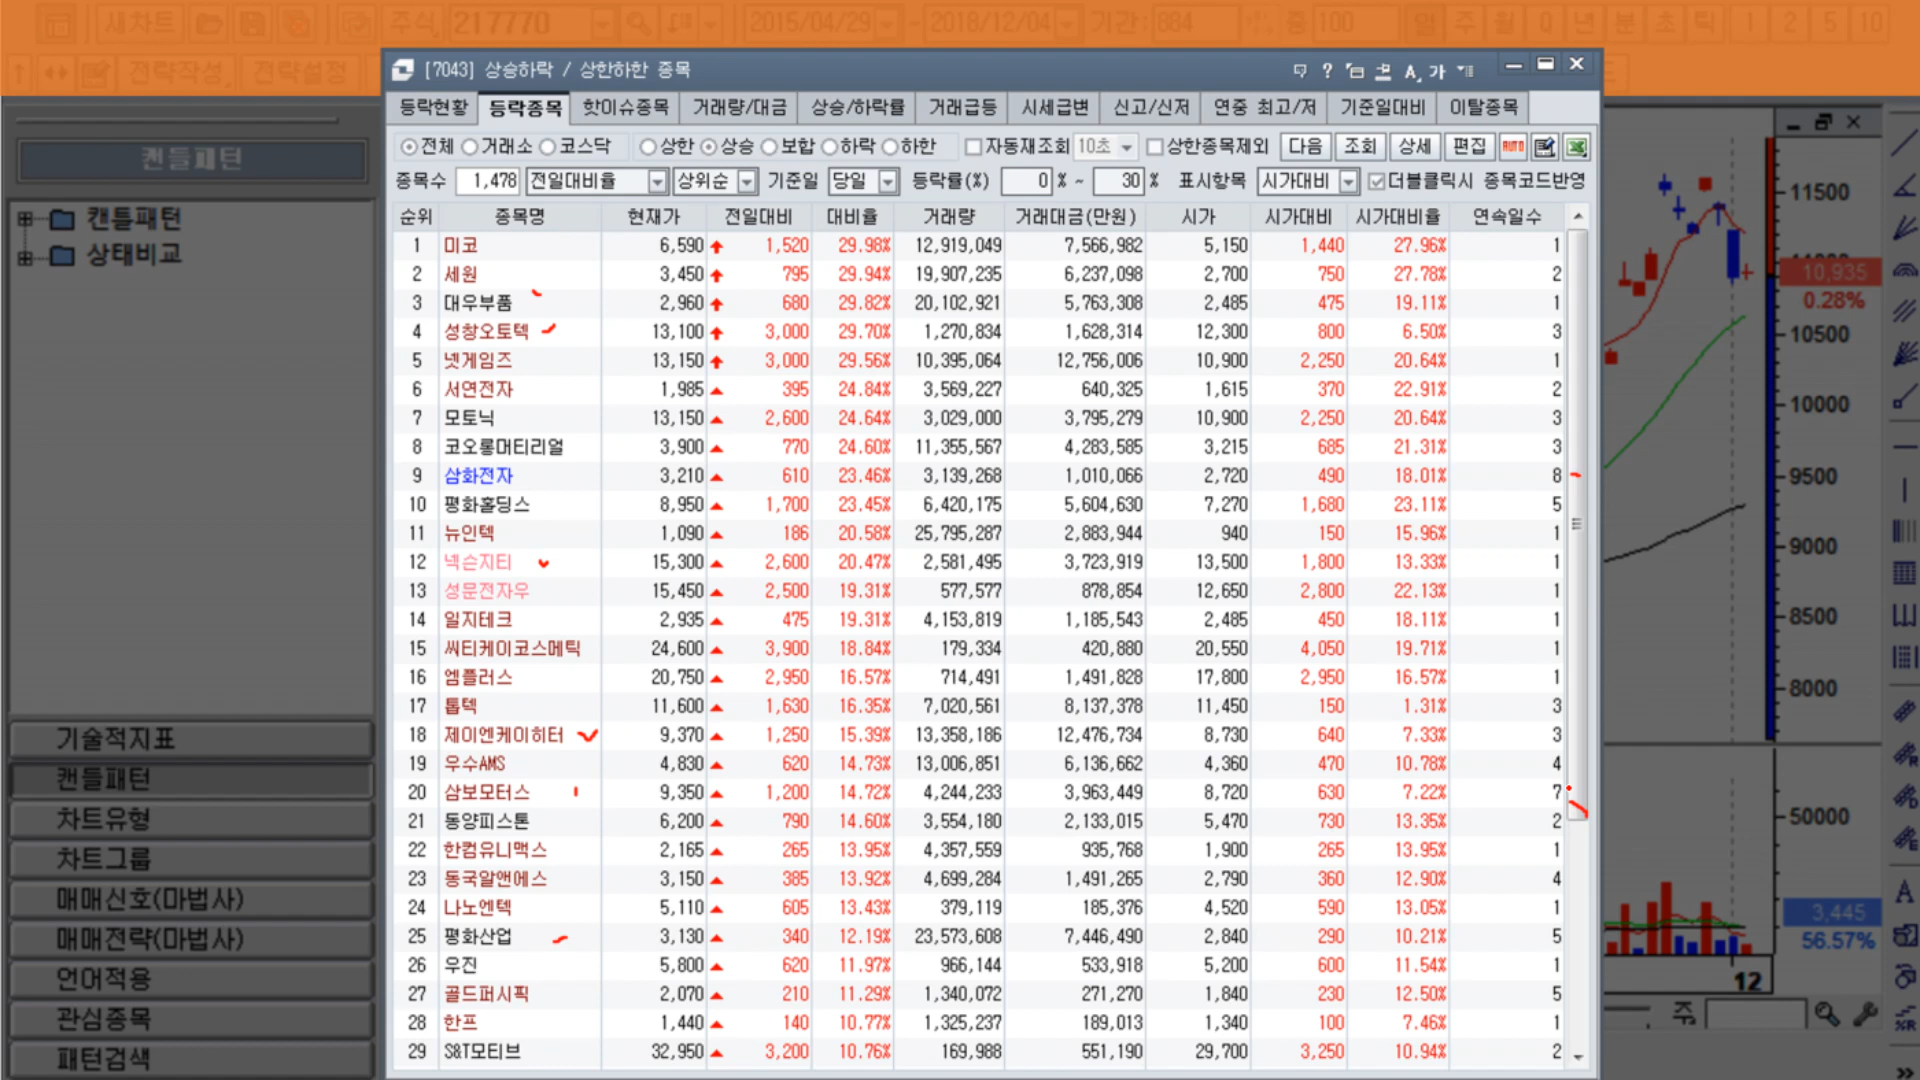 새차트 주식 217770 2015/04/29 ~ 2018/12/04 기간: 884 100 일 주 월 Q 년 분 초 틱 1 2 5 10
전략작성 전략설정
[7043] 상승하락 / 상한하한 종목
등락현황 등락종목 핫이슈종목 거래량/대금 상승/하락률 거래급등 시세급변 신고/신저 연중 최고/저 기준일대비 이탈종목
전체 거래소 코스닥 상한 상승 보합 하락 하한 자동재조회 10초 상한종목제외 다음 조회 상세 편집 AUTO
종목수 1,478 전일대비율 상위순 기준일 당일 등락률(%) 0 % ~ 30 % 표시항목 시가대비 더블클릭시 종목코드반영
순위 종목명 현재가 전일대비 대비율 거래량 거래대금(만원) 시가 시가대비 시가대비율 연속일수
1 미코 6,590 1,520 29.98% 12,919,049 7,566,982 5,150 1,440 27.96% 1
2 세원 3,450 795 29.94% 19,907,235 6,237,098 2,700 750 27.78% 2
3 대우부품 2,960 680 29.82% 20,102,921 5,763,308 2,485 475 19.11% 1
4 성창오토텍 13,100 3,000 29.70% 1,270,834 1,628,314 12,300 800 6.50% 3
5 넷게임즈 13,150 3,000 29.56% 10,395,064 12,756,006 10,900 2,250 20.64% 1
6 서연전자 1,985 395 24.84% 3,569,227 640,325 1,615 370 22.91% 2
7 모토닉 13,150 2,600 24.64% 3,029,000 3,795,279 10,900 2,250 20.64% 3
8 코오롱머티리얼 3,900 770 24.60% 11,355,567 4,283,585 3,215 685 21.31% 3
9 삼화전자 3,210 610 23.46% 3,139,268 1,010,066 2,720 490 18.01% 8
10 평화홀딩스 8,950 1,700 23.45% 6,420,175 5,604,630 7,270 1,680 23.11% 5
11 뉴인텍 1,090 186 20.58% 25,795,287 2,883,944 940 150 15.96% 1
12 넥슨지티 15,300 2,600 20.47% 2,581,495 3,723,919 13,500 1,800 13.33% 1
13 성문전자우 15,450 2,500 19.31% 577,577 878,854 12,650 2,800 22.13% 1
14 일지테크 2,935 475 19.31% 4,153,819 1,185,543 2,485 450 18.11% 1
15 씨티케이코스메틱 24,600 3,900 18.84% 179,334 420,880 20,550 4,050 19.71% 1
16 엠플러스 20,750 2,950 16.57% 714,491 1,491,828 17,800 2,950 16.57% 1
17 톱텍 11,600 1,630 16.35% 7,020,561 8,137,378 11,450 150 1.31% 3
18 제이엔케이히터 9,370 1,250 15.39% 13,358,186 12,476,734 8,730 640 7.33% 3
19 우수AMS 4,830 620 14.73% 13,006,851 6,136,662 4,360 470 10.78% 4
20 삼보모터스 9,350 1,200 14.72% 4,244,233 3,963,449 8,720 630 7.22% 7
21 동양피스톤 6,200 790 14.60% 3,554,180 2,133,015 5,470 730 13.35% 2
22 한컴유니맥스 2,165 265 13.95% 4,357,559 935,768 1,900 265 13.95% 1
23 동국알앤에스 3,150 385 13.92% 4,699,284 1,491,265 2,790 360 12.90% 4
24 나노엔텍 5,110 605 13.43% 379,119 185,376 4,520 590 13.05% 1
25 평화산업 3,130 340 12.19% 23,573,608 7,446,490 2,840 290 10.21% 5
26 우진 5,800 620 11.97% 966,144 533,918 5,200 600 11.54% 1
27 골드퍼시픽 2,070 210 11.29% 1,340,072 271,270 1,840 230 12.50% 5
28 한프 1,440 140 10.77% 1,325,237 189,013 1,340 100 7.46% 1
29 S&T모티브 32,950 3,200 10.76% 169,988 551,190 29,700 3,250 10.94% 2
캔들패턴
캔들패턴
상태비교
기술적지표
캔들패턴
차트유형
차트그룹
매매신호(마법사)
매매전략(마법사)
언어적용
관심종목
패턴검색
11500
10,935
0.28%
10500
10000
9500
9000
8500
8000
50000
3,445
56.57%
12
주